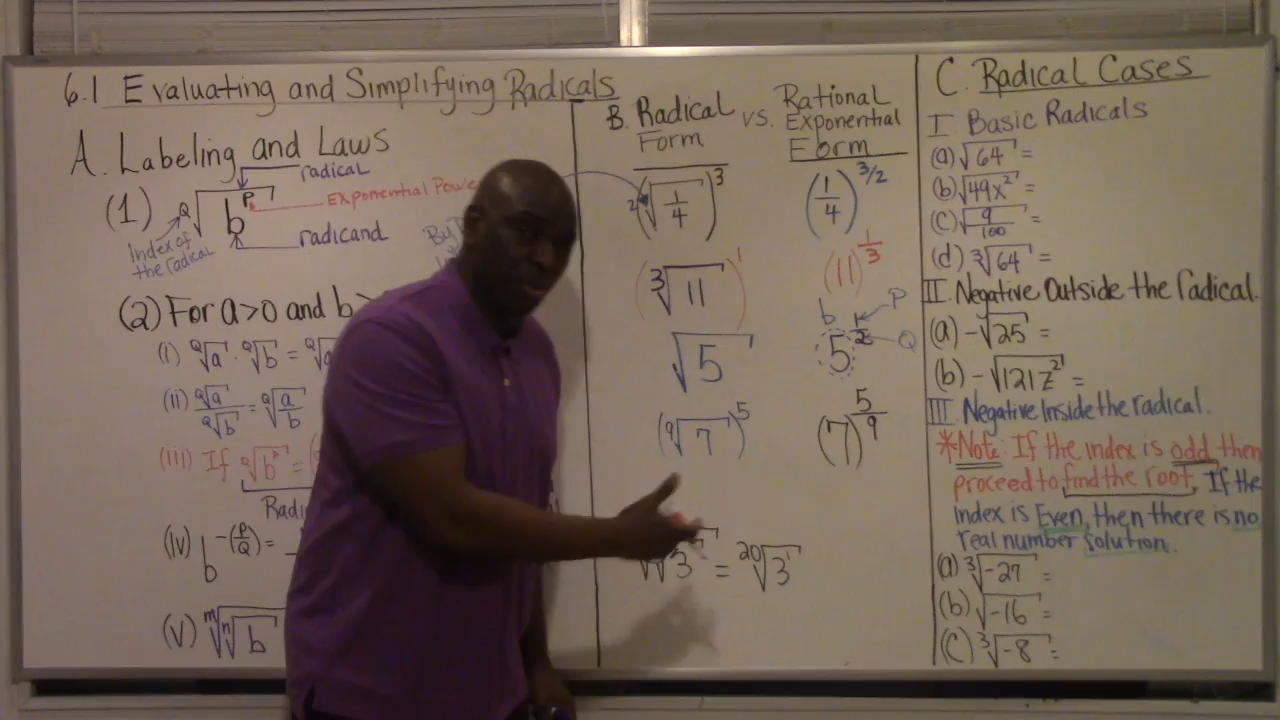 6.1 Evaluating and Simplifying Radicals
A. Labeling and Laws
radical
(1) Q√b^P
Exponential Powe
Index of
the radical
radicand
By
(2) For a>0 and b>
(i) ᵠ√a · ᵠ√b = ᵠ√a
(ii) ᵠ√a / ᵠ√b = ᵠ√(a/b)
(iii) If ᵠ√b^P = (
Radi
(iv) b^-(P/Q) =
(v) ᵐ√ⁿ√b
B. Radical Form vs. Rational Exponential Form
(²√(1/4))³ (1/4)^3/2
(³√11)¹ (11)^1/3
b P
√5 5^1/2 Q
(⁹√7)⁵ (7)^5/9
√√3 = ²⁰√3
C. Radical Cases
I. Basic Radicals
(a) √64 =
(b) √49x² =
(c) √(9/100) =
(d) ³√64 =
II. Negative Outside the radical.
(a) -√25 =
(b) -√121z² =
III. Negative Inside the radical.
*Note: If the index is odd then
proceed to find the root. If the
index is Even, then there is no
real number solution.
(a) ³√-27 =
(b) √-16 =
(c) ³√-8 =